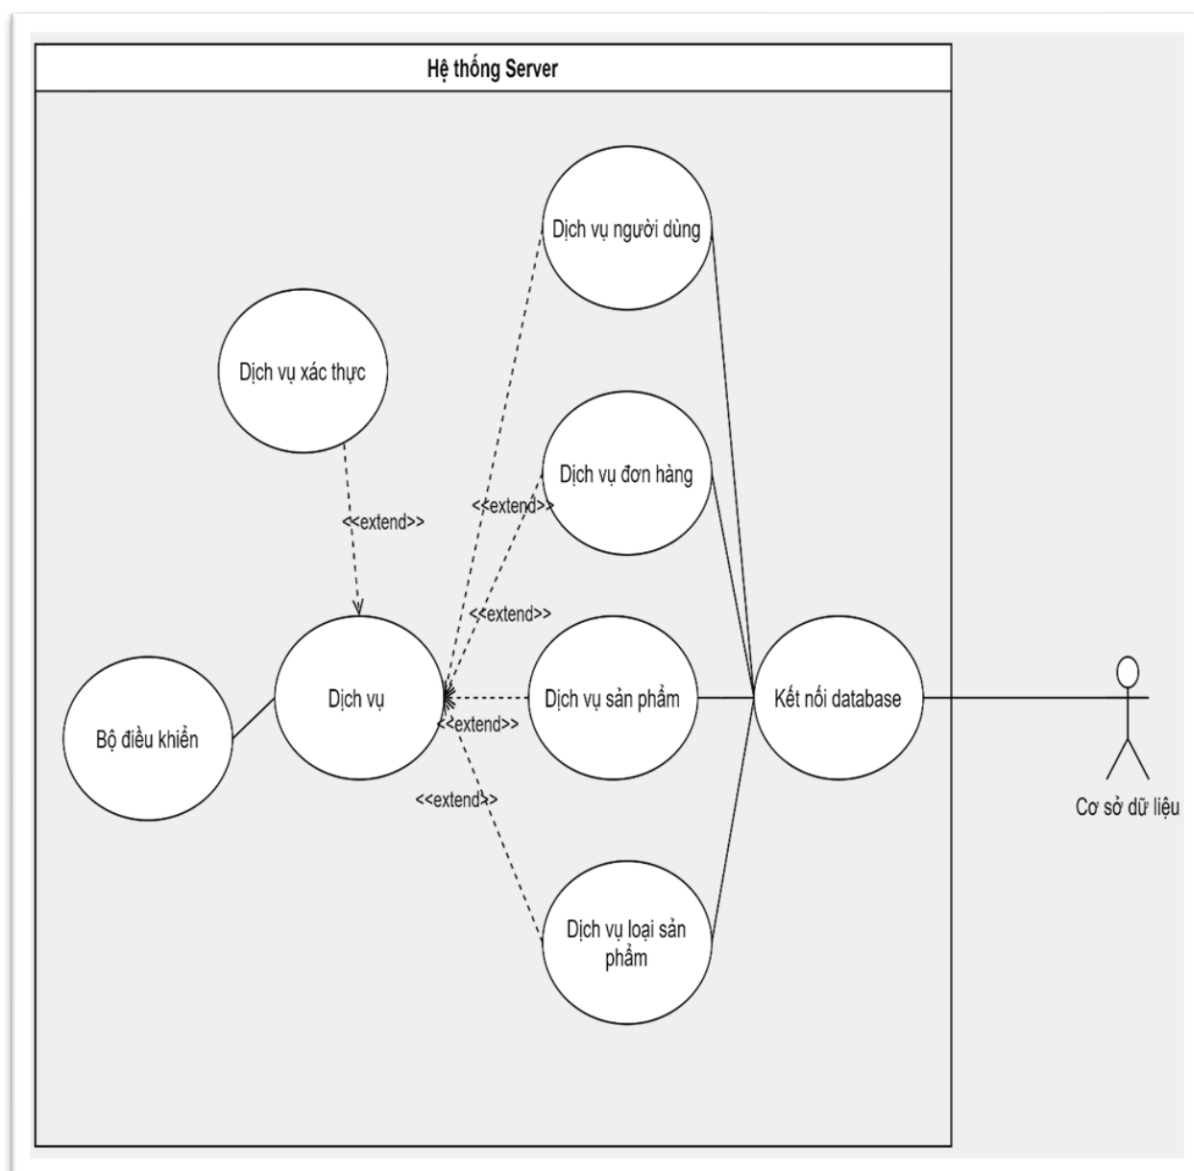 Hệ thống Server
Dịch vụ người dùng
Dịch vụ xác thực
Dịch vụ đơn hàng
<<extend>>
<<extend>>
<<extend>>
Dịch vụ
Dịch vụ sản phẩm
Kết nối database
<<extend>>
Bộ điều khiển
<<extend>>
Cơ sở dữ liệu
Dịch vụ loại sản
phẩm